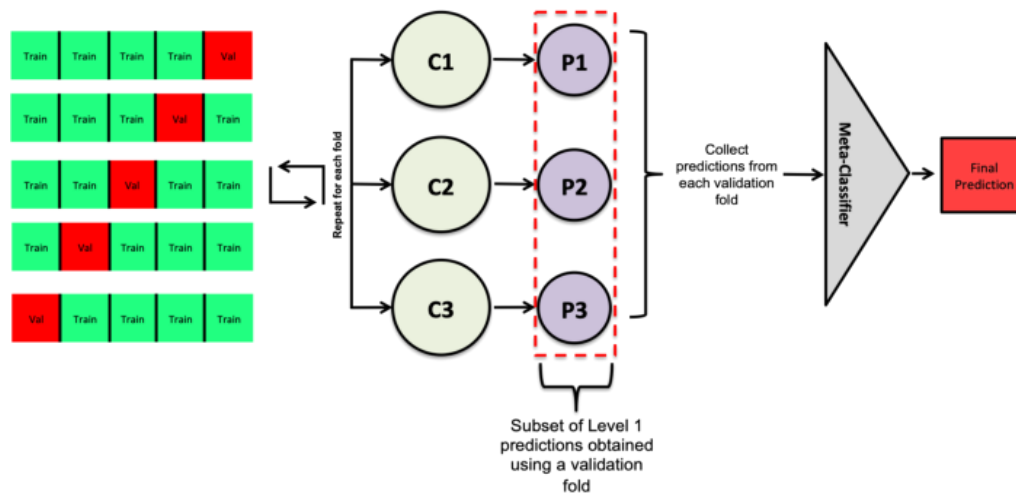 Train Train Train Train Val
Train Train Train Val Train
Train Train Val Train Train
Train Val Train Train Train
Val Train Train Train Train
Repeat for each fold
C1
C2
C3
P1
P2
P3
Subset of Level 1
predictions obtained
using a validation
fold
Collect
predictions from
each validation
fold
Meta-Classifier
Final
Prediction